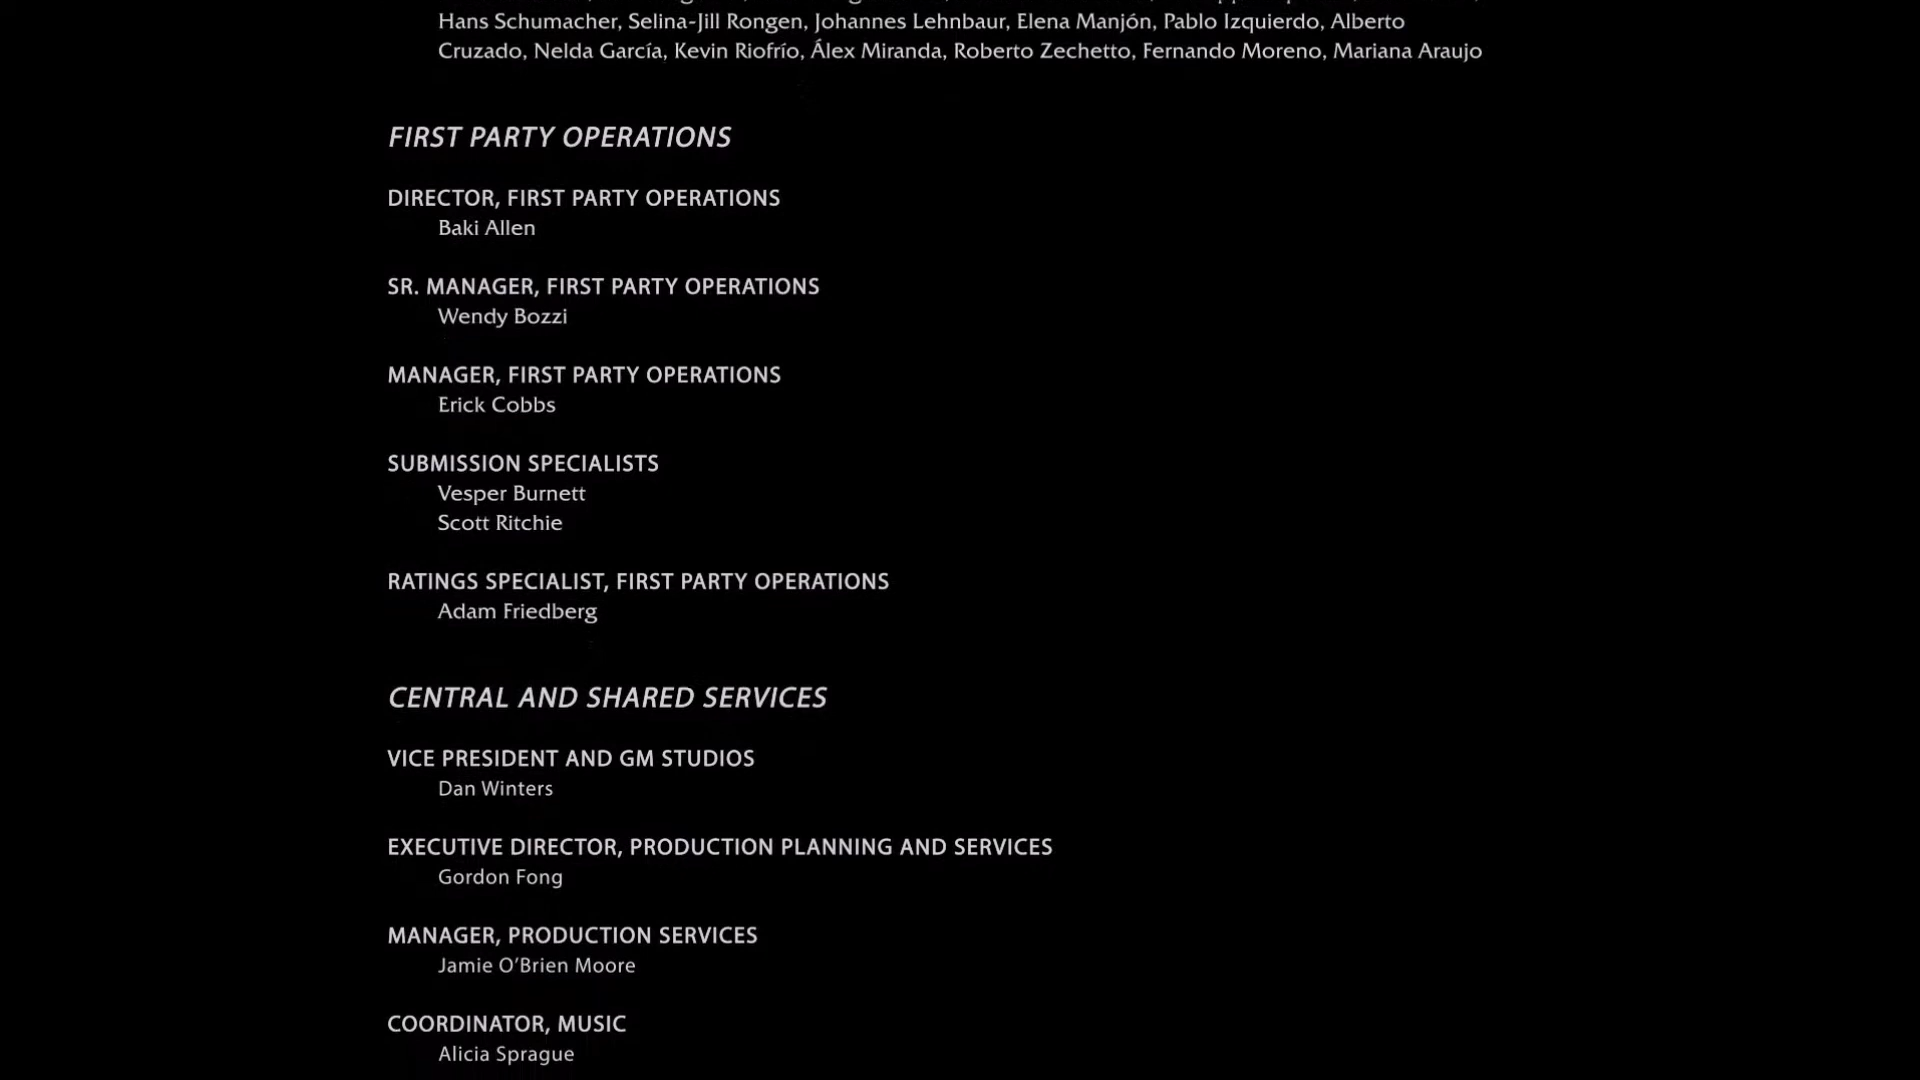 Hans Schumacher, Selina-Jill Rongen, Johannes Lehnbaur, Elena Manjón, Pablo Izquierdo, Alberto
Cruzado, Nelda García, Kevin Riofrío, Álex Miranda, Roberto Zechetto, Fernando Moreno, Mariana Araujo
FIRST PARTY OPERATIONS
DIRECTOR, FIRST PARTY OPERATIONS
Baki Allen
SR. MANAGER, FIRST PARTY OPERATIONS
Wendy Bozzi
MANAGER, FIRST PARTY OPERATIONS
Erick Cobbs
SUBMISSION SPECIALISTS
Vesper Burnett
Scott Ritchie
RATINGS SPECIALIST, FIRST PARTY OPERATIONS
Adam Friedberg
CENTRAL AND SHARED SERVICES
VICE PRESIDENT AND GM STUDIOS
Dan Winters
EXECUTIVE DIRECTOR, PRODUCTION PLANNING AND SERVICES
Gordon Fong
MANAGER, PRODUCTION SERVICES
Jamie O’Brien Moore
COORDINATOR, MUSIC
Alicia Sprague